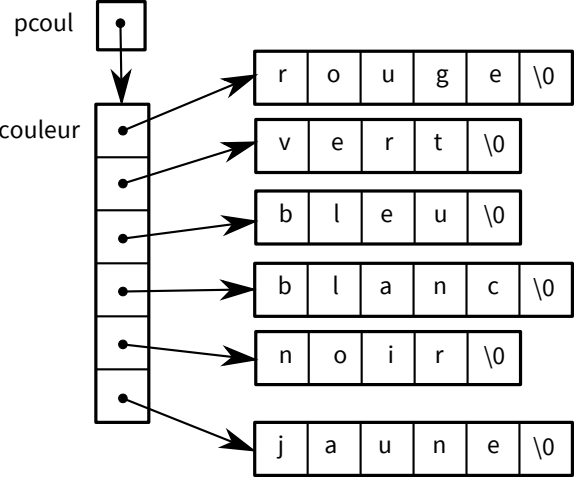 pcoul
couleur
r o u g e \0
v e r t \0
b l e u \0
b l a n c \0
n o i r \0
j a u n e \0